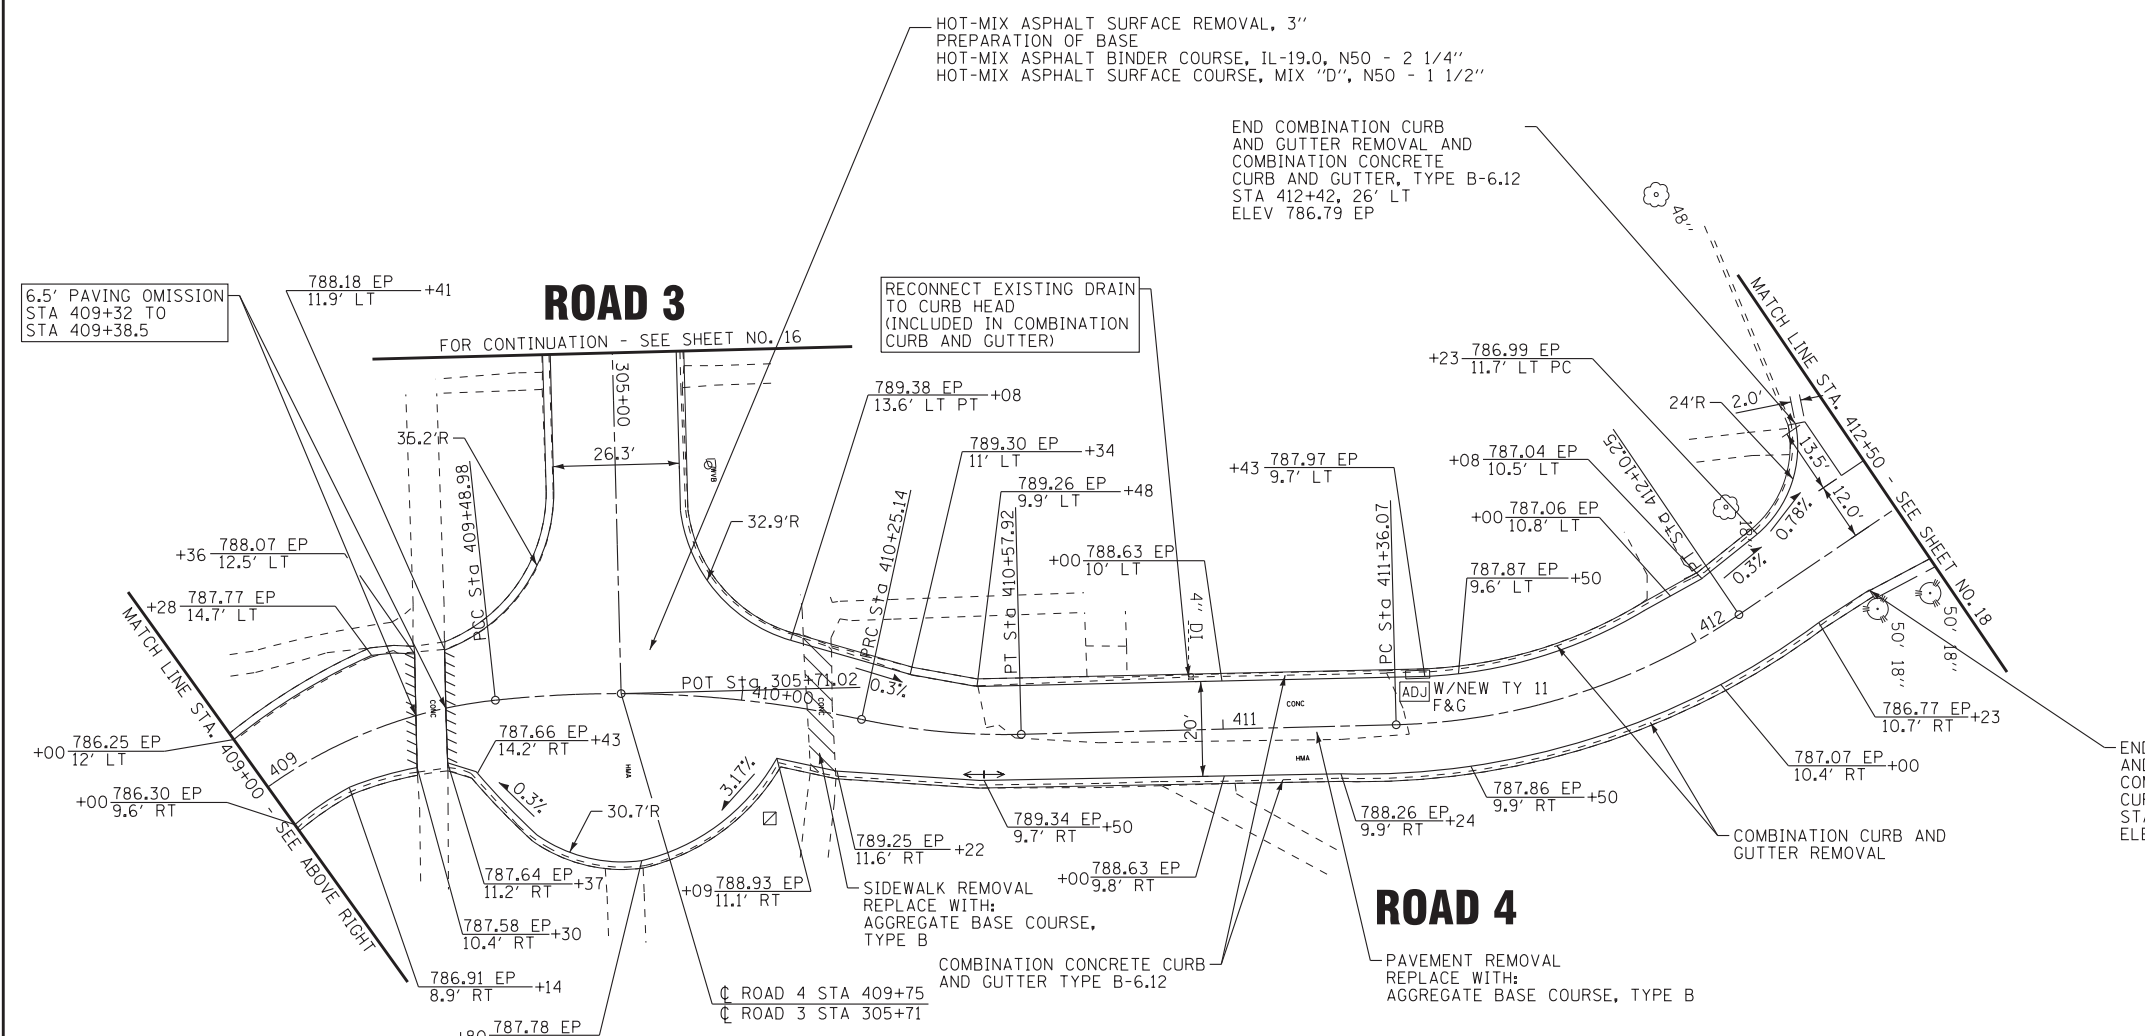 HOT-MIX ASPHALT SURFACE REMOVAL, 3''
PREPARATION OF BASE
HOT-MIX ASPHALT BINDER COURSE, IL-19.0, N50 - 2 1/4''
HOT-MIX ASPHALT SURFACE COURSE, MIX "D", N50 - 1 1/2''
END COMBINATION CURB
AND GUTTER REMOVAL AND
COMBINATION CONCRETE
CURB AND GUTTER, TYPE B-6.12
STA 412+42, 26' LT
ELEV 786.79 EP
48''
6.5' PAVING OMISSION
STA 409+32 TO
STA 409+38.5
788.18 EP
11.9' LT
+41
ROAD 3
FOR CONTINUATION - SEE SHEET NO. 16
305+00
RECONNECT EXISTING DRAIN
TO CURB HEAD
(INCLUDED IN COMBINATION
CURB AND GUTTER)
MATCH LINE STA. 412+50 - SEE SHEET NO. 18
+23
786.99 EP
11.7' LT PC
789.38 EP
13.6' LT PT
+08
24'R
2.0'
35.2'R
26.3'
789.30 EP
11' LT
+34
+08
787.04 EP
10.5' LT
PT Sta 412+10.25
13.5'
12.0'
+43
787.97 EP
9.7' LT
789.26 EP
9.9' LT
+48
PCC Sta 409+48.98
PRC Sta 410+25.14
PT Sta 410+57.92
PC Sta 411+36.07
32.9'R
+00
787.06 EP
10.8' LT
18''
0.78%
0.3%
+36
788.07 EP
12.5' LT
+00
788.63 EP
10' LT
787.87 EP
9.6' LT
+50
+28
787.77 EP
14.7' LT
4'' DI
MATCH LINE STA. 409+00 - SEE ABOVE RIGHT
412
50' 18''
50' 18''
POT Sta 305+71.02
410+00
0.3%
ADJ
W/NEW TY 11
F&G
CONC
CONC
CONC
411
20'
HMA
HMA
+00
786.25 EP
12' LT
409
787.66 EP
14.2' RT
+43
786.77 EP
10.7' RT
+23
787.07 EP
10.4' RT
+00
+00
786.30 EP
9.6' RT
0.3%
3.17%
30.7'R
787.86 EP
9.9' RT
+50
788.26 EP
9.9' RT
+24
789.34 EP
9.7' RT
+50
789.25 EP
11.6' RT
+22
COMBINATION CURB AND
GUTTER REMOVAL
787.64 EP
11.2' RT
+37
+09
788.93 EP
11.1' RT
+00
788.63 EP
9.8' RT
SIDEWALK REMOVAL
REPLACE WITH:
AGGREGATE BASE COURSE,
TYPE B
ROAD 4
787.58 EP
10.4' RT
+30
COMBINATION CONCRETE CURB
AND GUTTER TYPE B-6.12
PAVEMENT REMOVAL
REPLACE WITH:
AGGREGATE BASE COURSE, TYPE B
786.91 EP
8.9' RT
+14
℄ ROAD 4 STA 409+75
℄ ROAD 3 STA 305+71
+80
787.78 EP